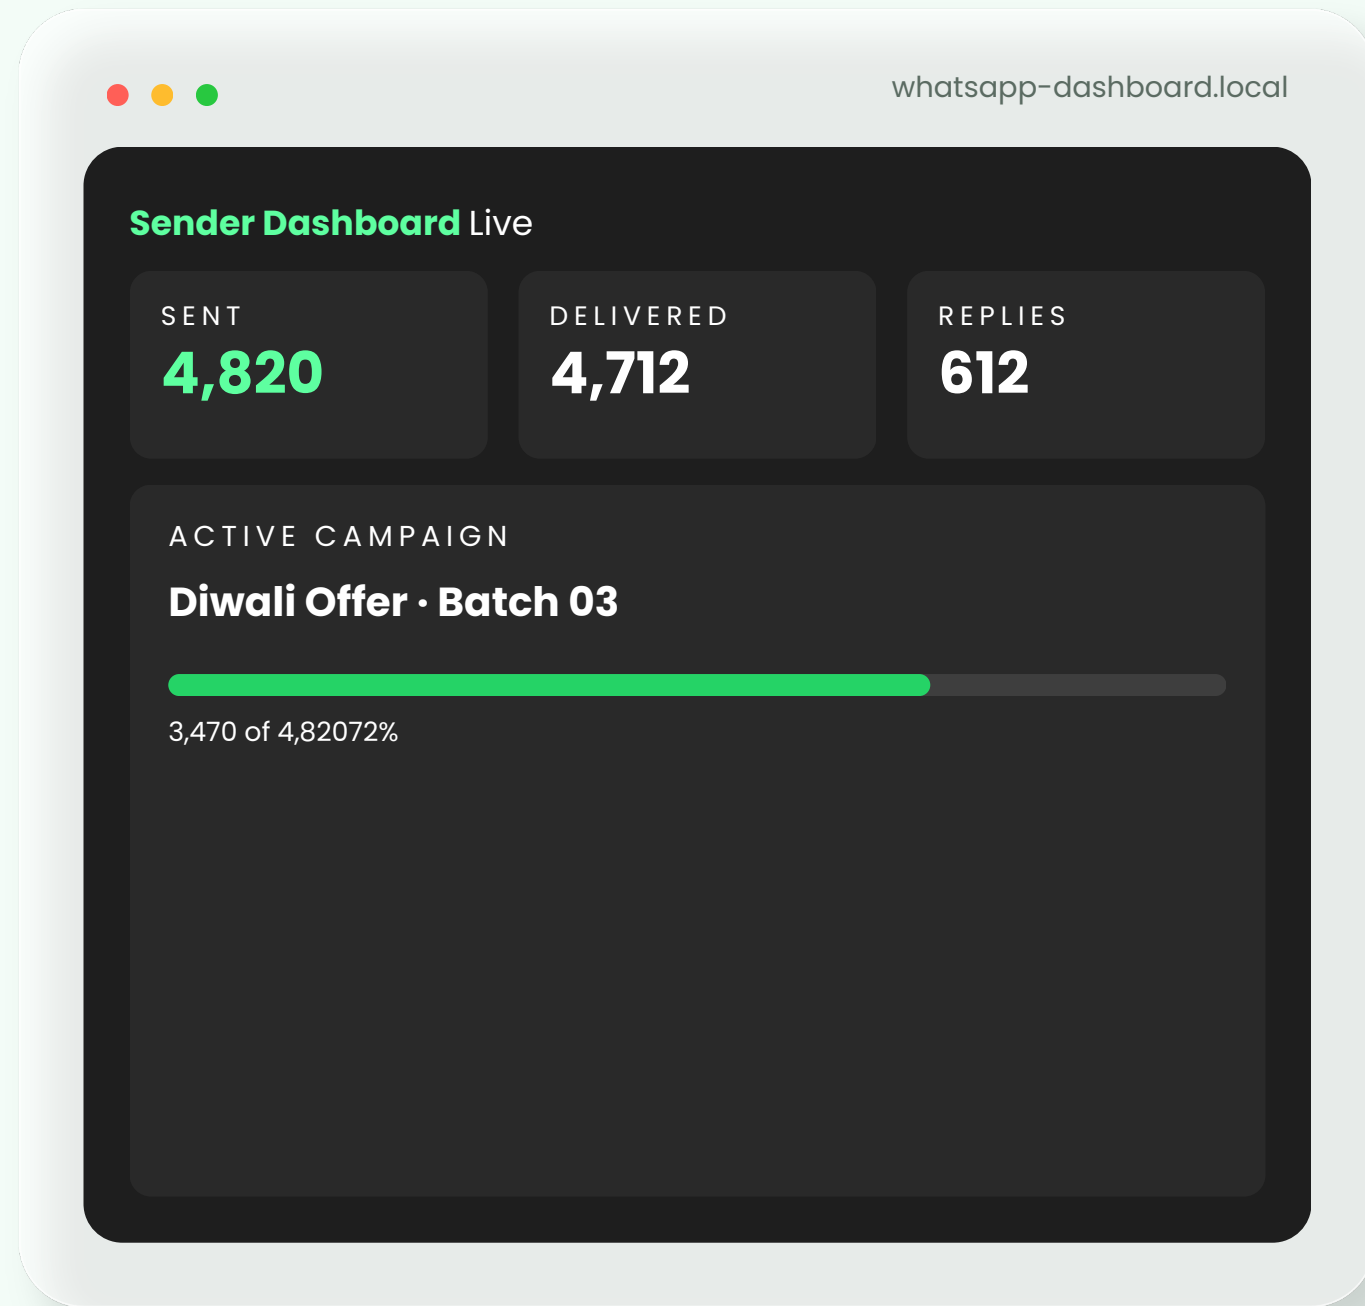 whatsapp-dashboard.local
Sender Dashboard Live
SENT
4,820
DELIVERED
4,712
REPLIES
612
ACTIVE CAMPAIGN
Diwali Offer · Batch 03
3,470 of 4,82072%